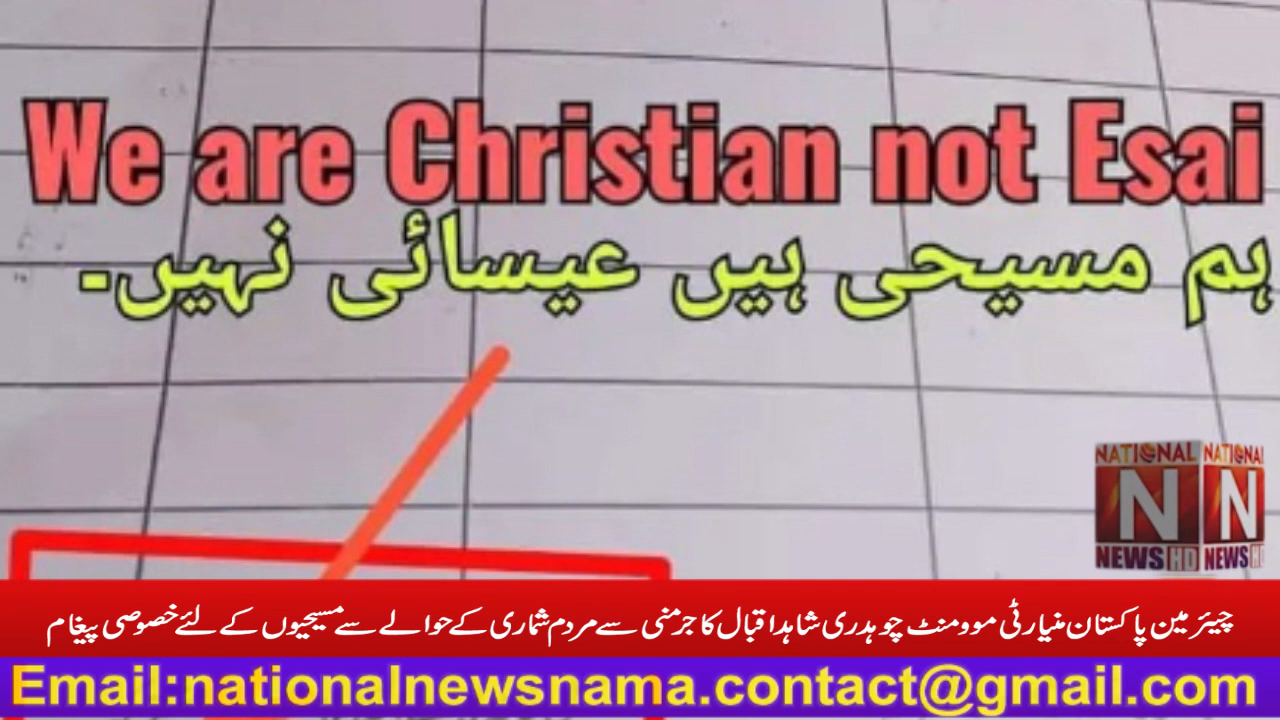 We are Christian not Esai
ہم مسیحی ہیں عیسائی نہیں۔
NATIONAL NATIONAL
N N
NEWS HD NEWS HD
چیئرمین پاکستان منیارٹی موومنٹ چوہدری شاہد اقبال کا جرمنی سے مردم شماری کے حوالے سے مسیحیوں کے لئے خصوصی پیغام
Email:nationalnewsnama.contact@gmail.com